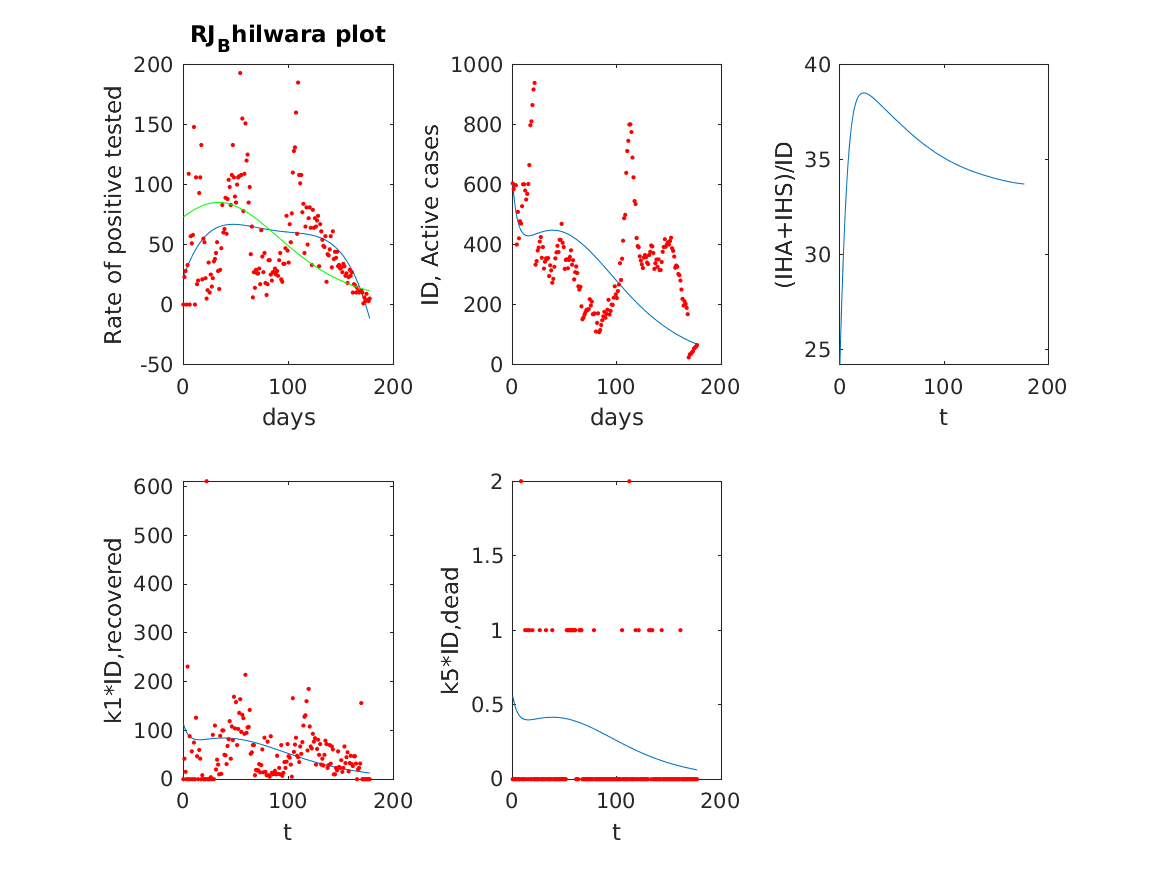 RJ_Bhilwara plot
200
150
100
50
0
-50
0 100 200
days
Rate of positive tested
1000
800
600
400
200
0
0 100 200
days
ID, Active cases
40
35
30
25
0 100 200
t
(IHA+IHS)/ID
600
500
400
300
200
100
0
0 100 200
t
k1*ID,recovered
2
1.5
1
0.5
0
0 100 200
t
k5*ID,dead